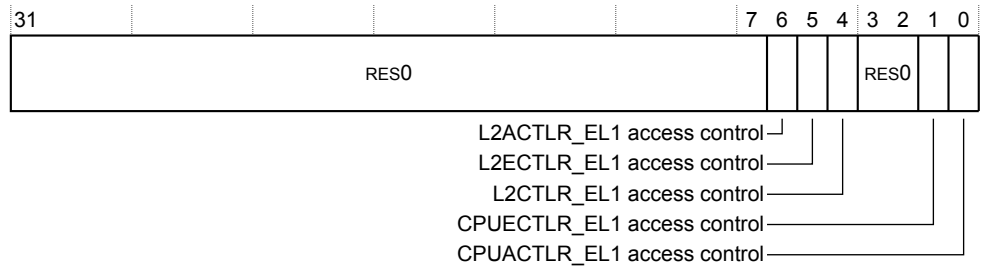 31 7 6 5 4 3 2 1 0
RES0 RES0
L2ACTLR_EL1 access control
L2ECTLR_EL1 access control
L2CTLR_EL1 access control
CPUECTLR_EL1 access control
CPUACTLR_EL1 access control